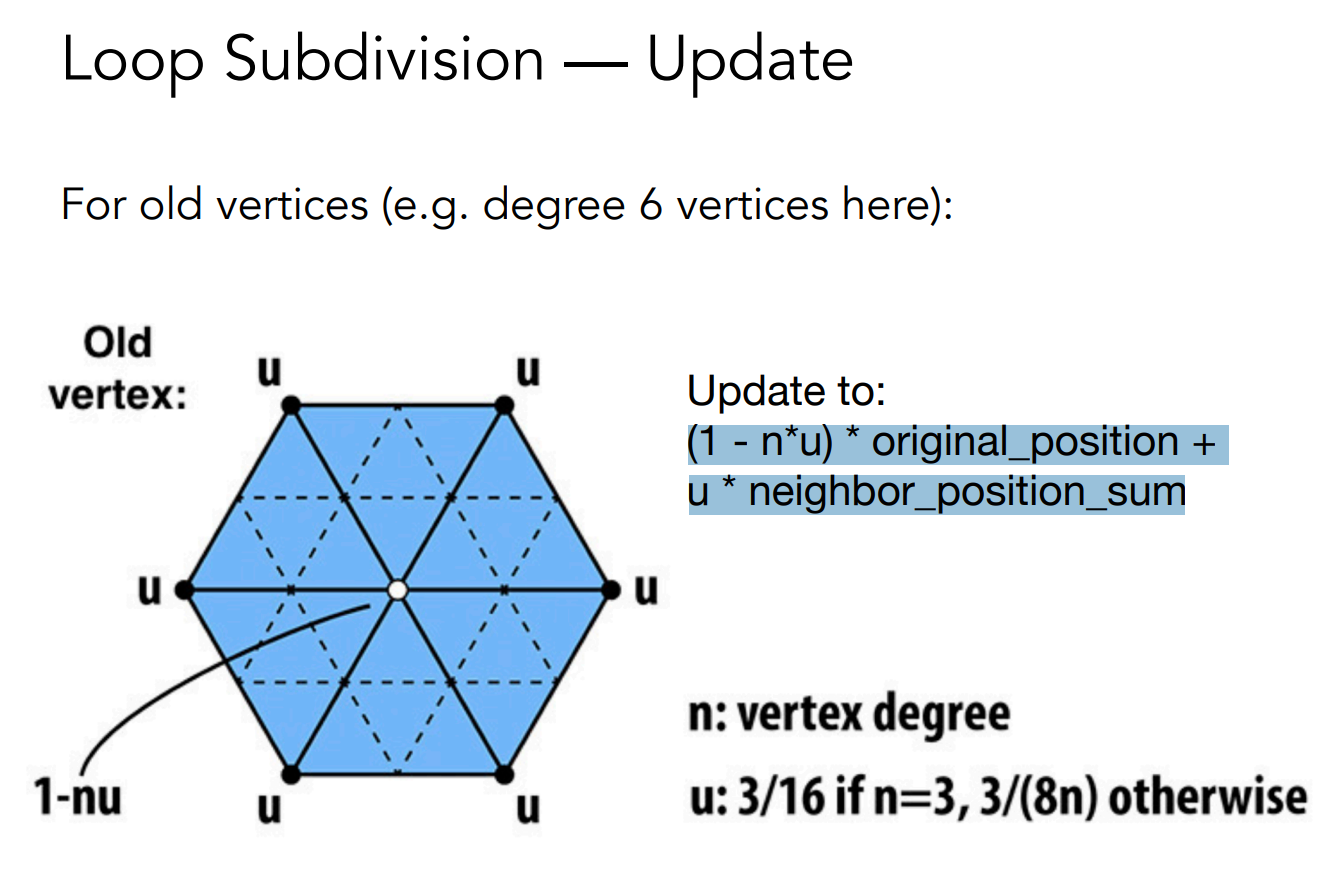 Loop Subdivision — Update
For old vertices (e.g. degree 6 vertices here):
Old
vertex:
u
u
u
u
1-nu
u
u
Update to:
(1 - n*u) * original_position +
u * neighbor_position_sum
n: vertex degree
u: 3/16 if n=3, 3/(8n) otherwise